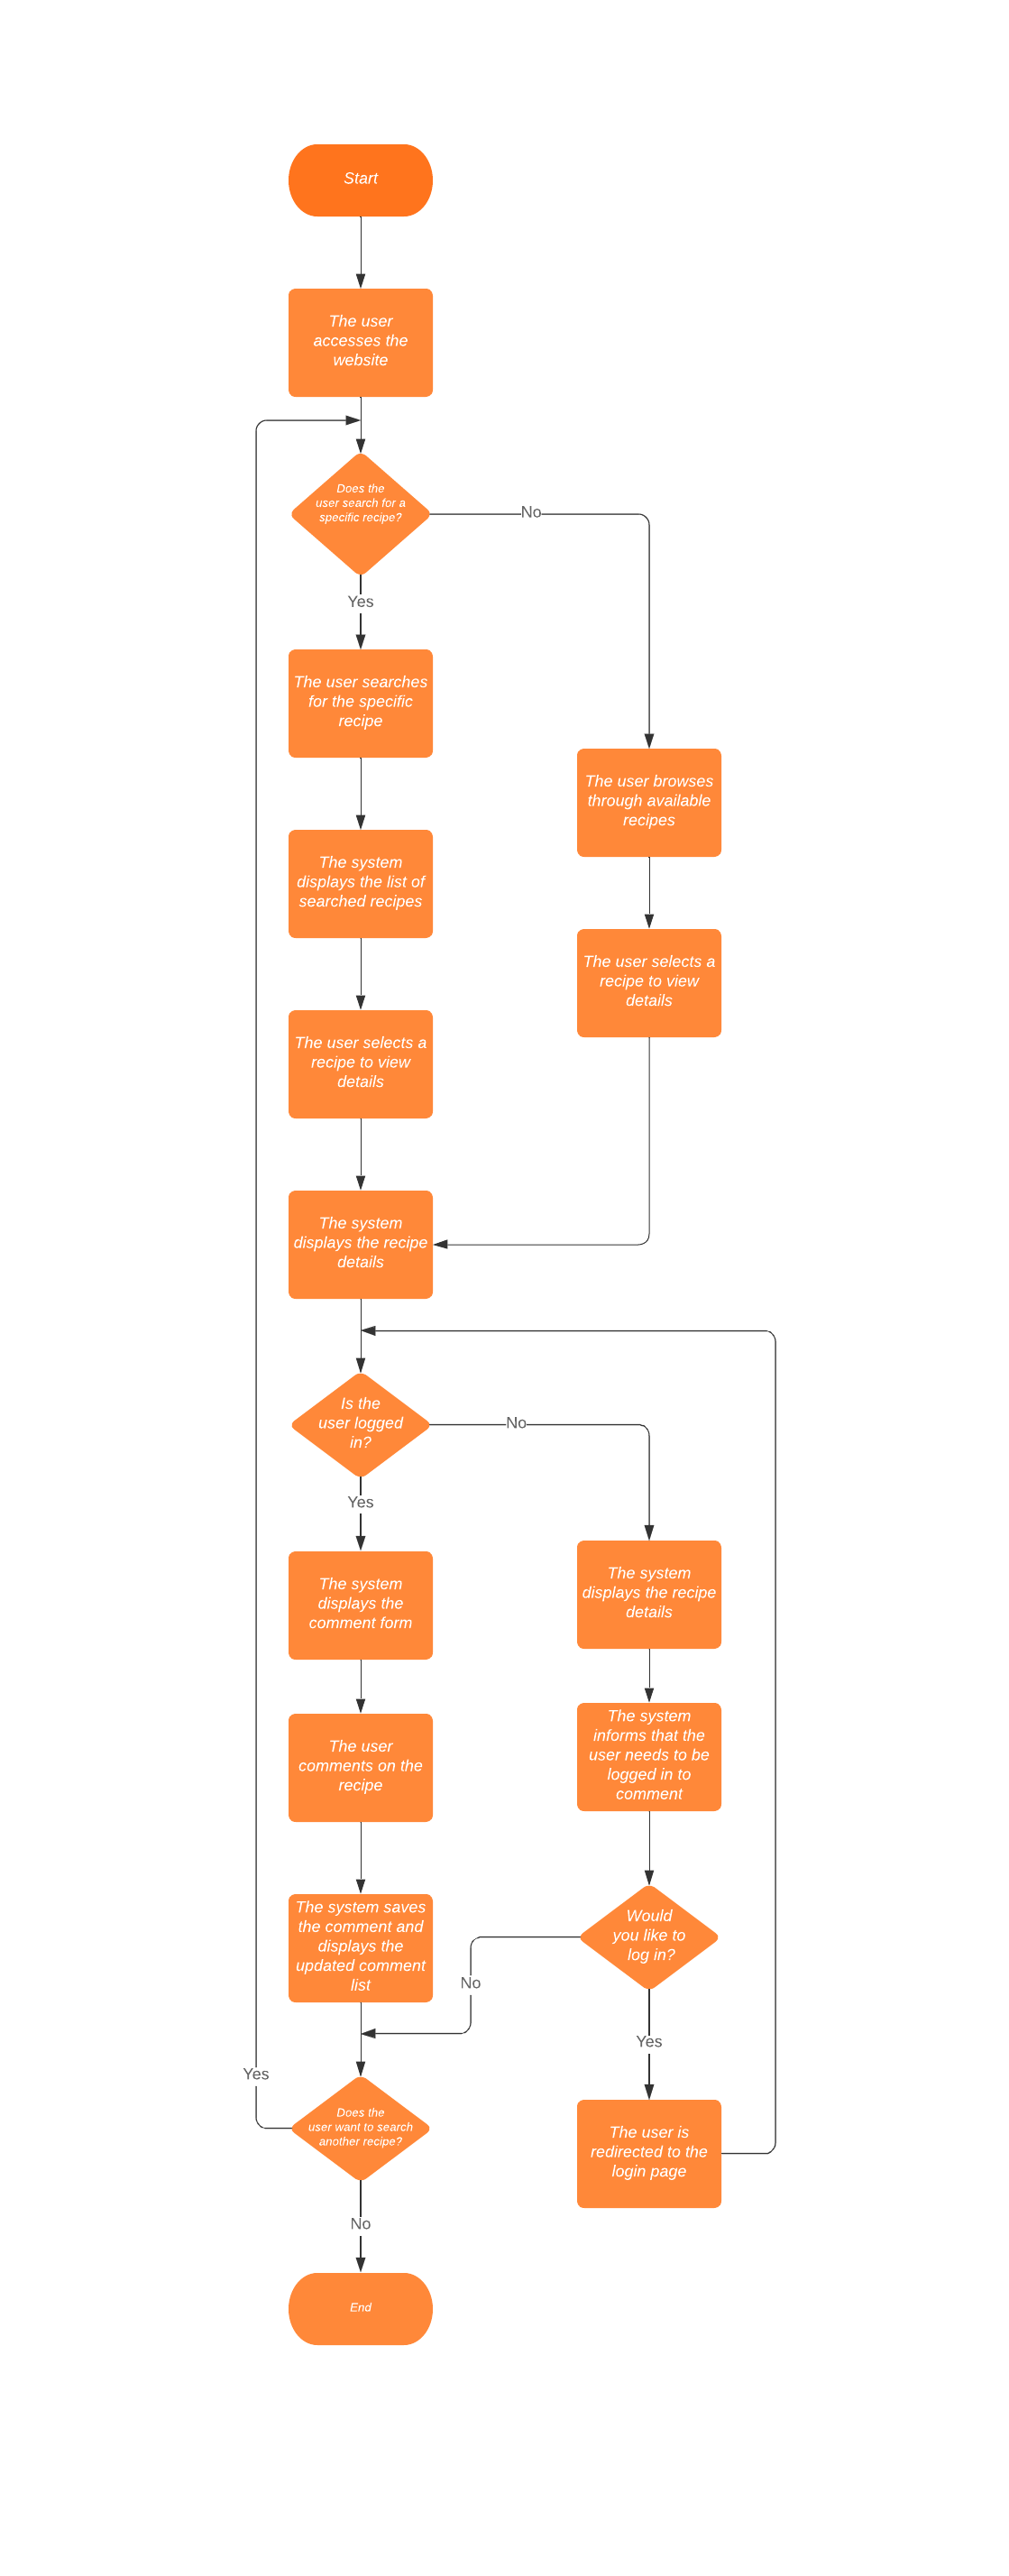 Start
The user
accesses the
website
Does the
user search for a
specific recipe?
No
Yes
The user searches
for the specific
recipe
The user browses
through available
recipes
The system
displays the list of
searched recipes
The user selects a
recipe to view
details
The user selects a
recipe to view
details
The system
displays the recipe
details
Is the
user logged
in?
No
Yes
The system
displays the
comment form
The system
displays the recipe
details
The user
comments on the
recipe
The system
informs that the
user needs to be
logged in to
comment
The system saves
the comment and
displays the
updated comment
list
Would
you like to
log in?
No
Yes
Yes
Does the
user want to search
another recipe?
The user is
redirected to the
login page
No
End